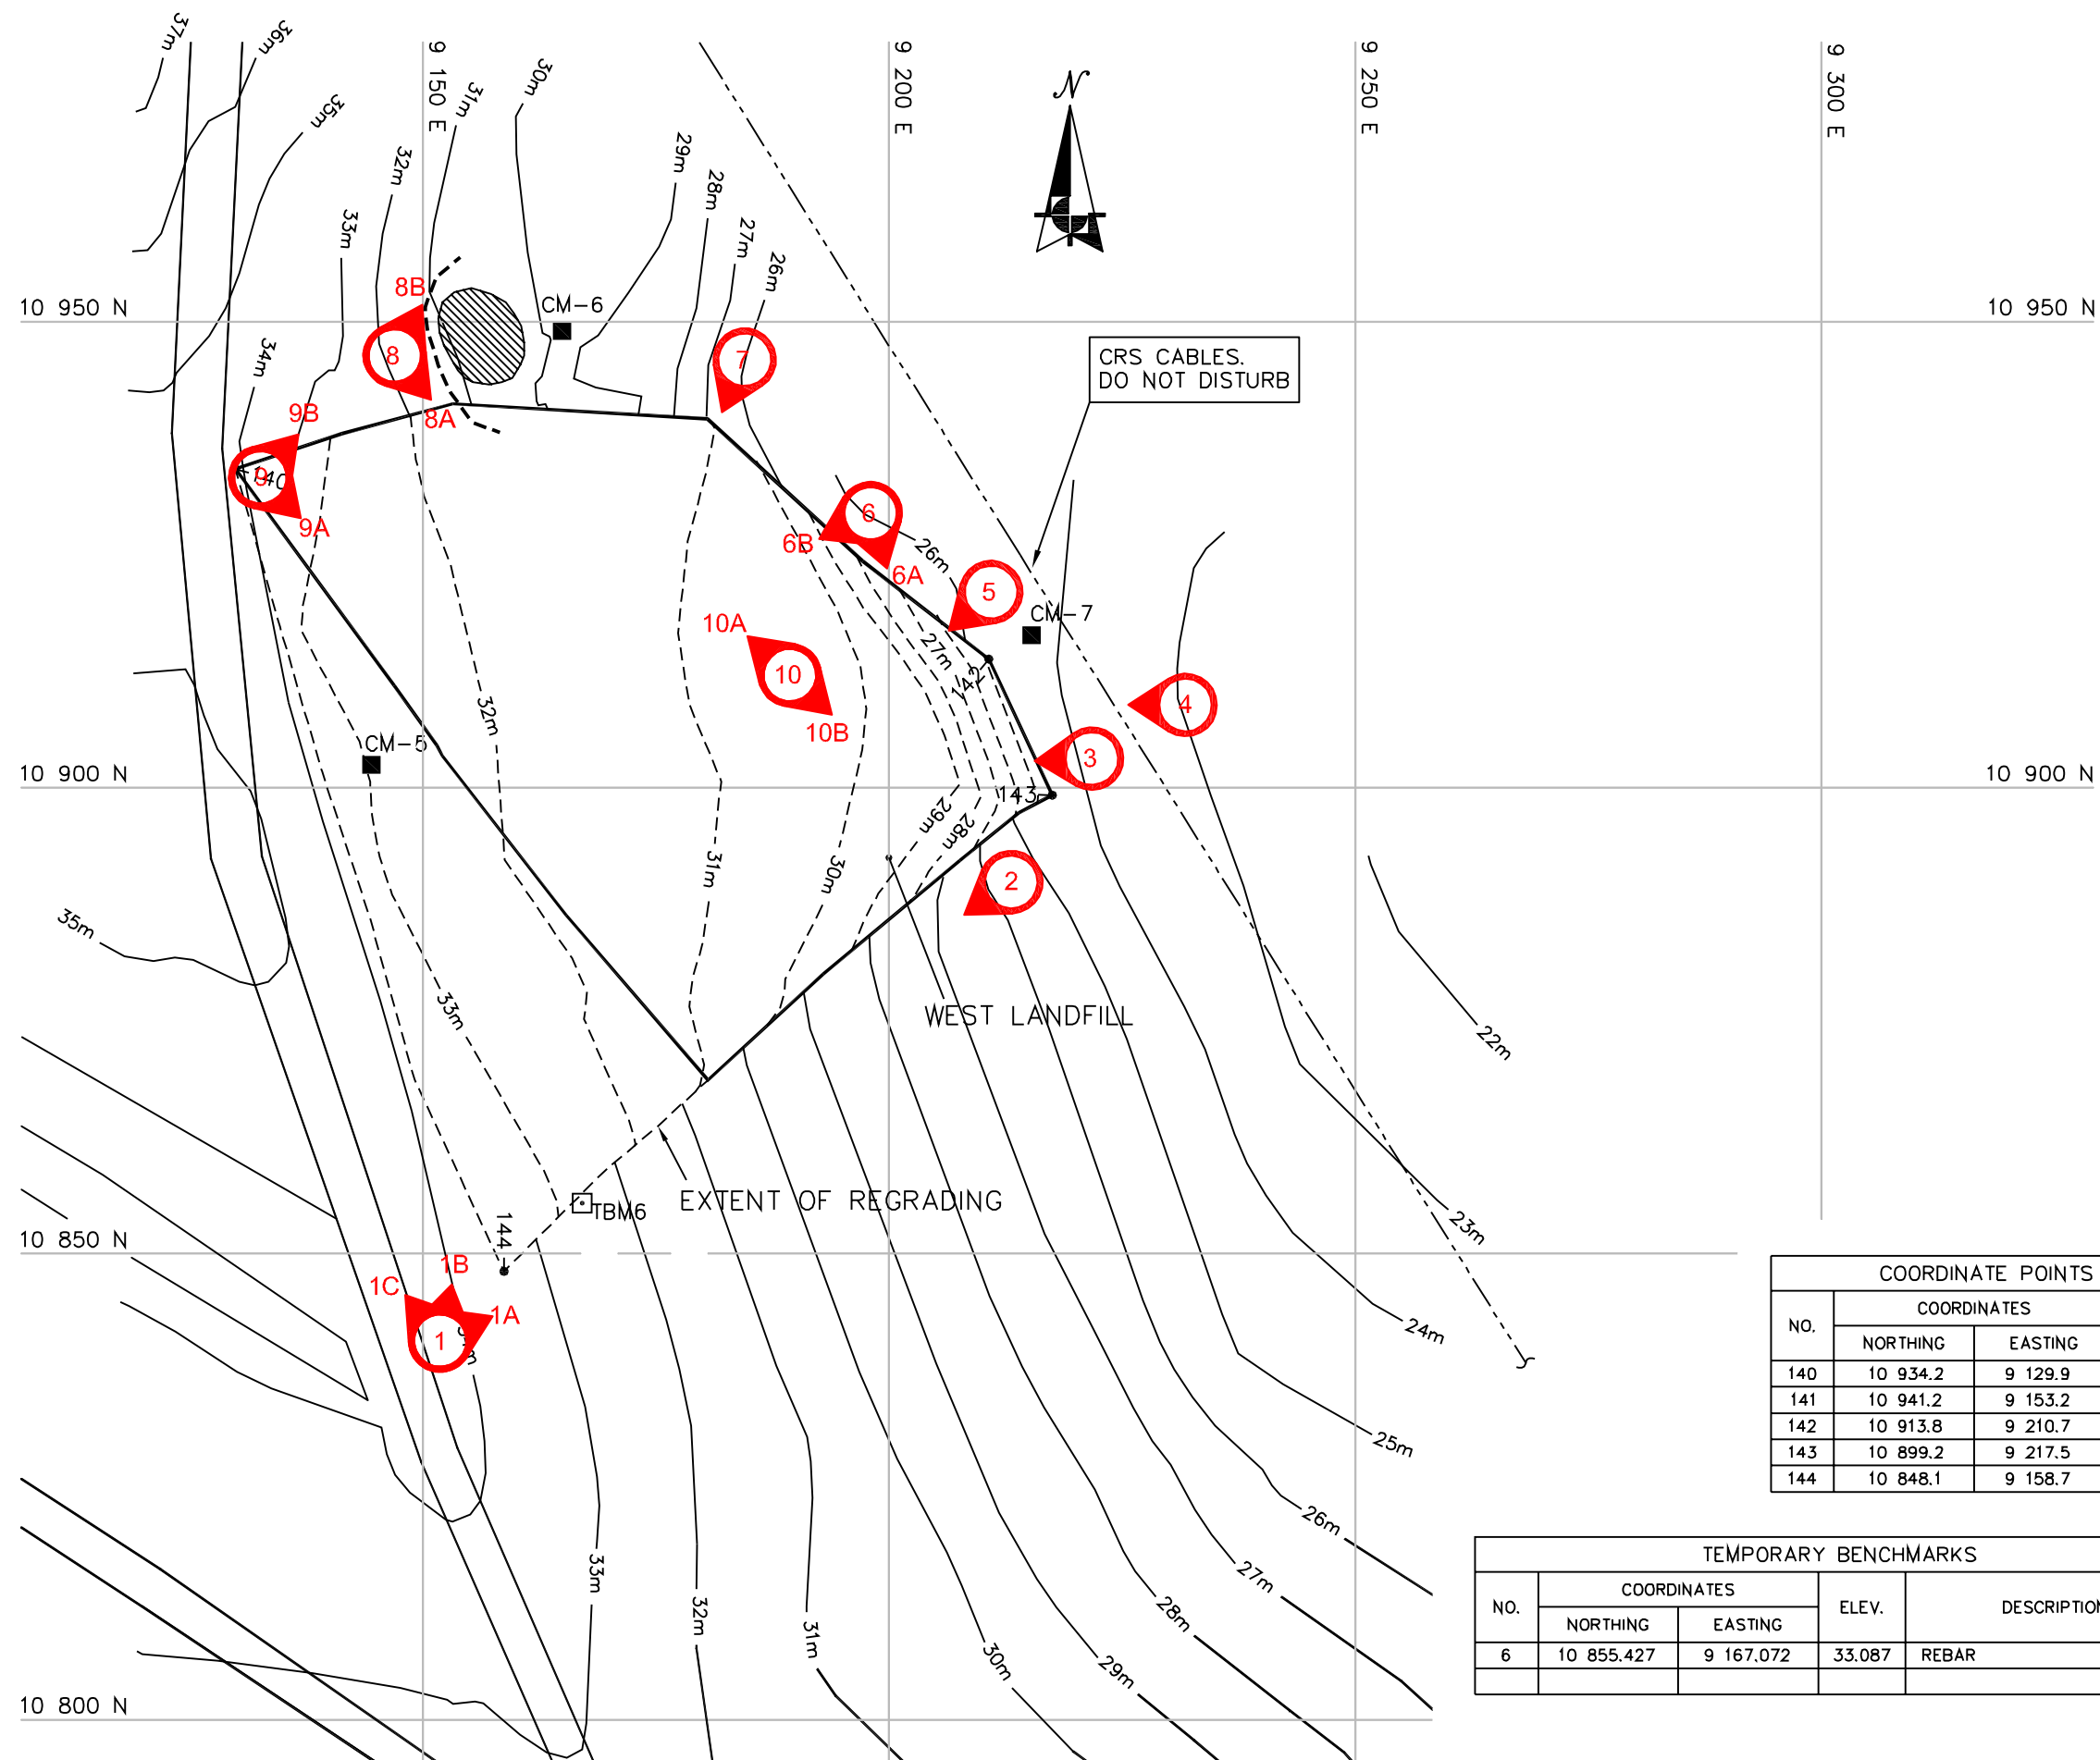 37m
36m
35m
9 150 E
31m
30m
9 200 E
9 250 E
9 300 E
N
32m
29m
28m
33m
27m
26m
8B
10 950 N
CM-6
10 950 N
8
7
CRS CABLES.
DO NOT DISTURB
34m
9B
8A
9
140
9A
6
6B
26m
6A
5
10A
CM-7
27m
10
142
4
32m
10B
CM-5
3
10 900 N
10 900 N
143
29m
28m
31m
30m
2
35m
33m
WEST LANDFILL
22m
EXTENT OF REGRADING
TBM6
144
23m
10 850 N
1B
1C
1A
1
24m
25m
COORDINATE POINTS
NO.
COORDINATES
NORTHING EASTING
140 10 934.2 9 129.9
141 10 941.2 9 153.2
142 10 913.8 9 210.7
143 10 899.2 9 217.5
144 10 848.1 9 158.7
26m
27m
28m
29m
30m
31m
32m
33m
TEMPORARY BENCHMARKS
NO.
COORDINATES
ELEV.
NORTHING EASTING
6 10 855.427 9 167.072 33.087 REBAR
10 800 N